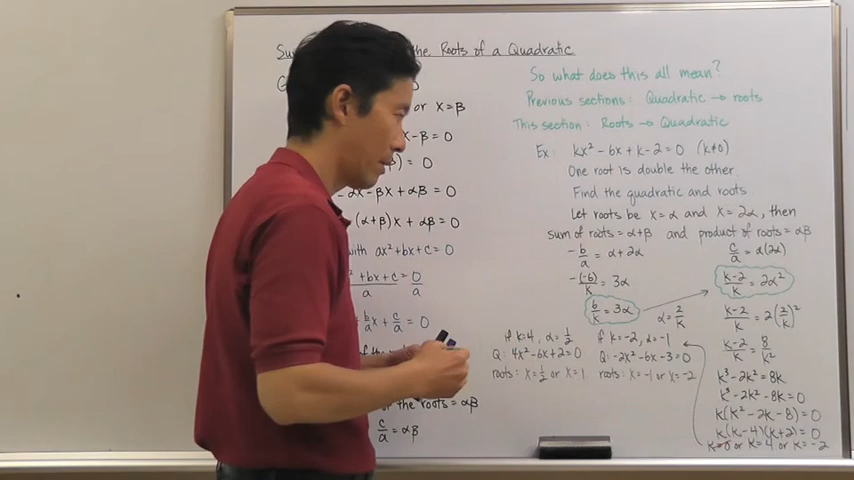 the Roots of a Quadratic
or x=β
x-β = 0
) = 0
-αx-βx+αβ = 0
(α+β)x + αβ = 0
with ax²+bx+c=0
²+bx+c = 0
a a
+ b/a x + c/a = 0
If the
or the roots = αβ
c/a = αβ
So what does this all mean?
Previous sections: Quadratic → roots
This section: Roots → Quadratic
Ex: kx²-6x+k-2=0 (k≠0)
One root is double the other.
Find the quadratic and roots
Let roots be x=α and x=2α, then
sum of roots=α+β and product of roots=αβ
-b/a = α+2α
-(-6)/k = 3α
6/k = 3α
α = 2/k
c/a = α(2α)
k-2/k = 2α²
k-2/k = 2(2/k)²
k-2/k = 8/k²
k³-2k²=8k
k³-2k²-8k=0
k(k²-2k-8)=0
k(k-4)(k+2)=0
k=0 or k=4 or k=-2
if k=4, α=1/2
Q: 4x²-6x+2=0
roots: x=1/2 or x=1
if k=-2, α=-1
Q: -2x²-6x-3=0
roots: x=-1 or x=-2